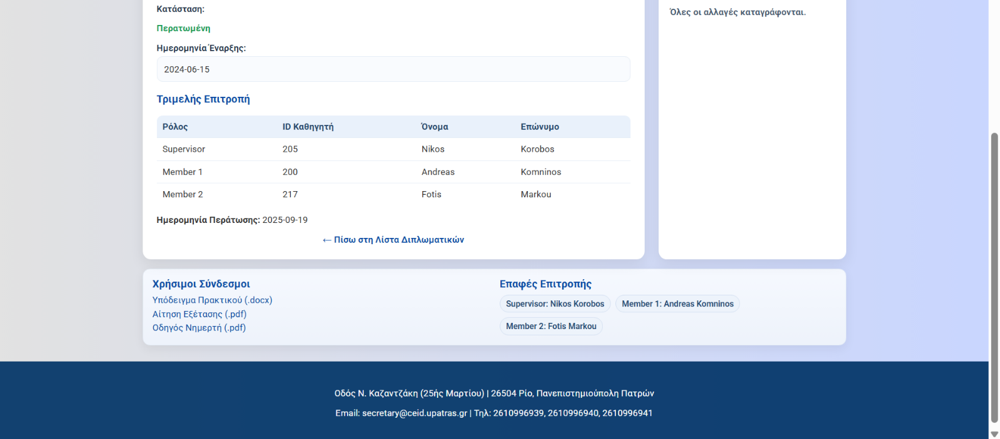 Κατάσταση:
Περατωμένη
Ημερομηνία Έναρξης:
2024-06-15
Τριμελής Επιτροπή
Ρόλος ID Καθηγητή Όνομα Επώνυμο
Supervisor 205 Nikos Korobos
Member 1 200 Andreas Komninos
Member 2 217 Fotis Markou
Ημερομηνία Περάτωσης: 2025-09-19
← Πίσω στη Λίστα Διπλωματικών
Όλες οι αλλαγές καταγράφονται.
Χρήσιμοι Σύνδεσμοι
Υπόδειγμα Πρακτικού (.docx)
Αίτηση Εξέτασης (.pdf)
Οδηγός Νημερτή (.pdf)
Επαφές Επιτροπής
Supervisor: Nikos Korobos Member 1: Andreas Komninos
Member 2: Fotis Markou
Οδός Ν. Καζαντζάκη (25ής Μαρτίου) | 26504 Ρίο, Πανεπιστημιούπολη Πατρών
Email: secretary@ceid.upatras.gr | Τηλ: 2610996939, 2610996940, 2610996941